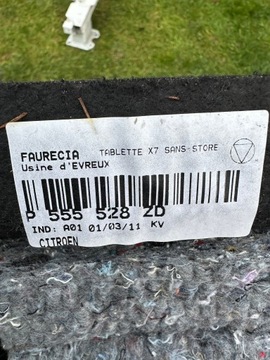 FAURECIA TABLETTE X7 SANS-STORE
Usine d'EVREUX
P 555 528 ZD
IND: A01 01/03/11 KV
CITROEN